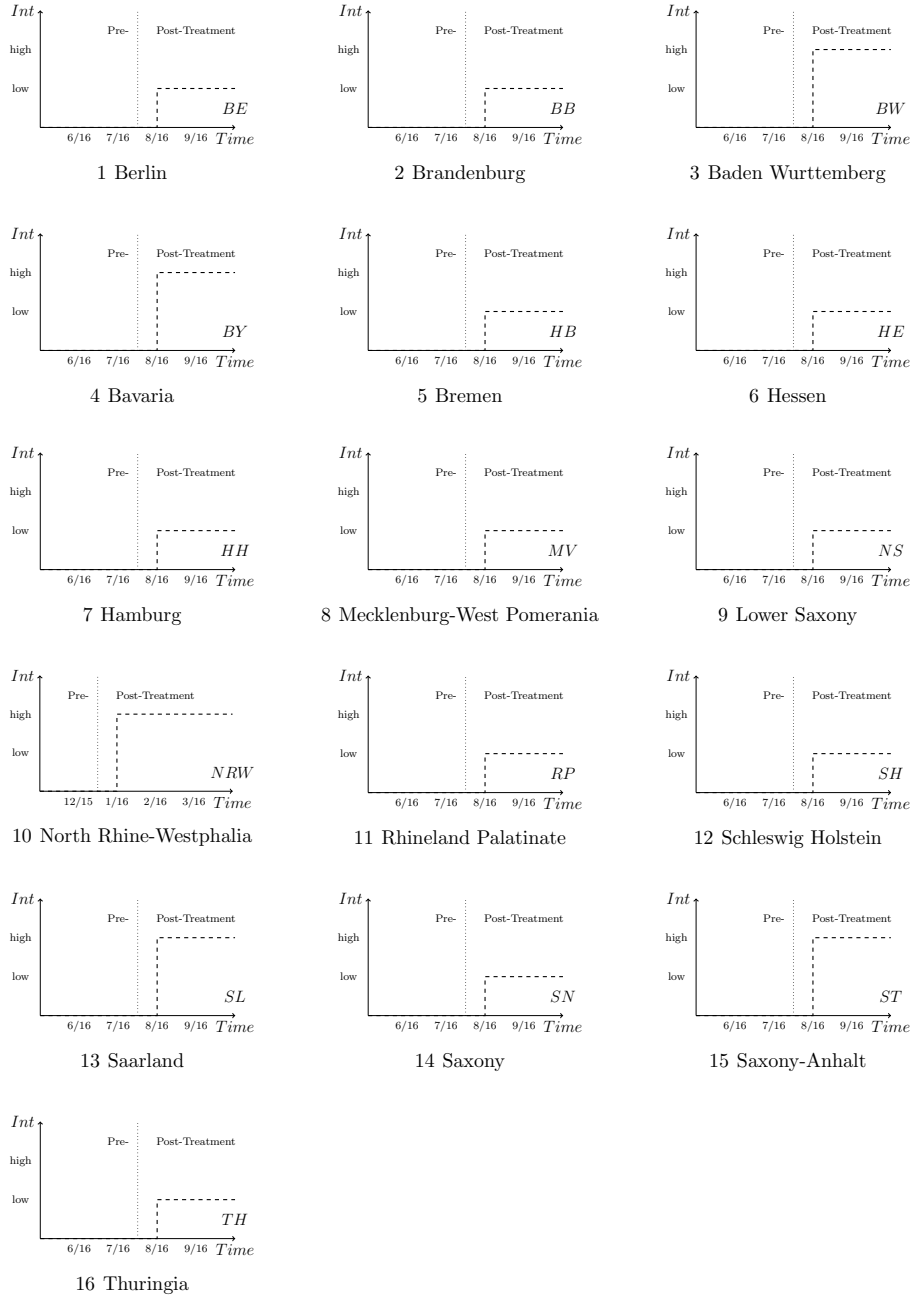 Int
Pre- Post-Treatment
high
low
BE
6/16 7/16 8/16 9/16 Time
1 Berlin
Int
Pre- Post-Treatment
high
low
BB
6/16 7/16 8/16 9/16 Time
2 Brandenburg
Int
Pre- Post-Treatment
high
low
BW
6/16 7/16 8/16 9/16 Time
3 Baden Wurttemberg
Int
Pre- Post-Treatment
high
low
BY
6/16 7/16 8/16 9/16 Time
4 Bavaria
Int
Pre- Post-Treatment
high
low
HB
6/16 7/16 8/16 9/16 Time
5 Bremen
Int
Pre- Post-Treatment
high
low
HE
6/16 7/16 8/16 9/16 Time
6 Hessen
Int
Pre- Post-Treatment
high
low
HH
6/16 7/16 8/16 9/16 Time
7 Hamburg
Int
Pre- Post-Treatment
high
low
MV
6/16 7/16 8/16 9/16 Time
8 Mecklenburg-West Pomerania
Int
Pre- Post-Treatment
high
low
NS
6/16 7/16 8/16 9/16 Time
9 Lower Saxony
Int
Pre- Post-Treatment
high
low
NRW
12/15 1/16 2/16 3/16 Time
10 North Rhine-Westphalia
Int
Pre- Post-Treatment
high
low
RP
6/16 7/16 8/16 9/16 Time
11 Rhineland Palatinate
Int
Pre- Post-Treatment
high
low
SH
6/16 7/16 8/16 9/16 Time
12 Schleswig Holstein
Int
Pre- Post-Treatment
high
low
SL
6/16 7/16 8/16 9/16 Time
13 Saarland
Int
Pre- Post-Treatment
high
low
SN
6/16 7/16 8/16 9/16 Time
14 Saxony
Int
Pre- Post-Treatment
high
low
ST
6/16 7/16 8/16 9/16 Time
15 Saxony-Anhalt
Int
Pre- Post-Treatment
high
low
TH
6/16 7/16 8/16 9/16 Time
16 Thuringia